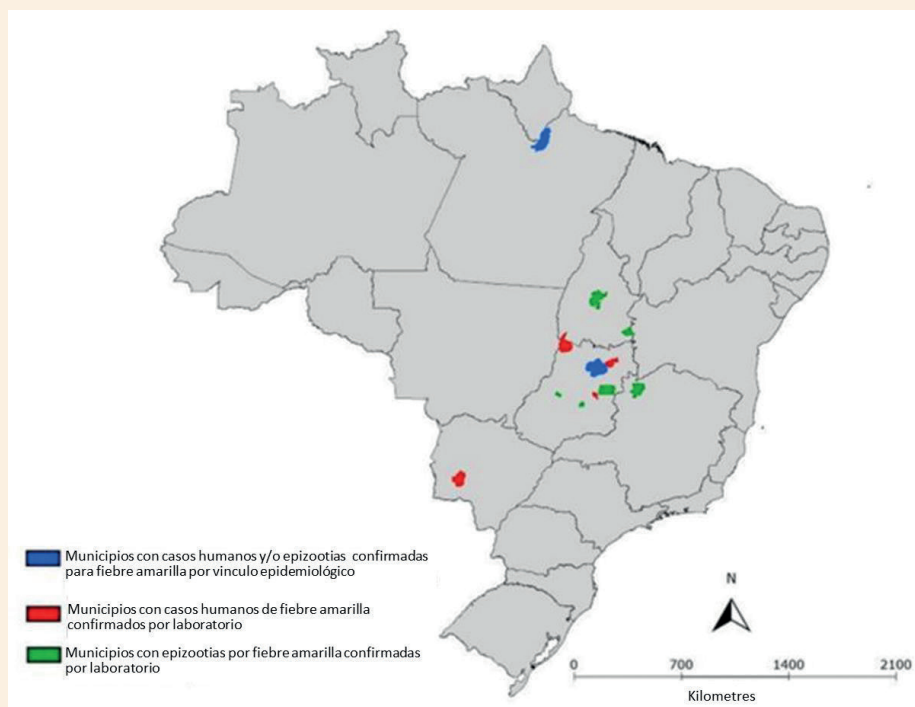 Municipios con casos humanos y/o epizootias confirmadas
para fiebre amarilla por vinculo epidemiológico
Municipios con casos humanos de fiebre amarilla
confirmados por laboratorio
Municipios con epizootias por fiebre amarilla confirmadas
por laboratorio
N
0 700 1400 2100
Kilometres